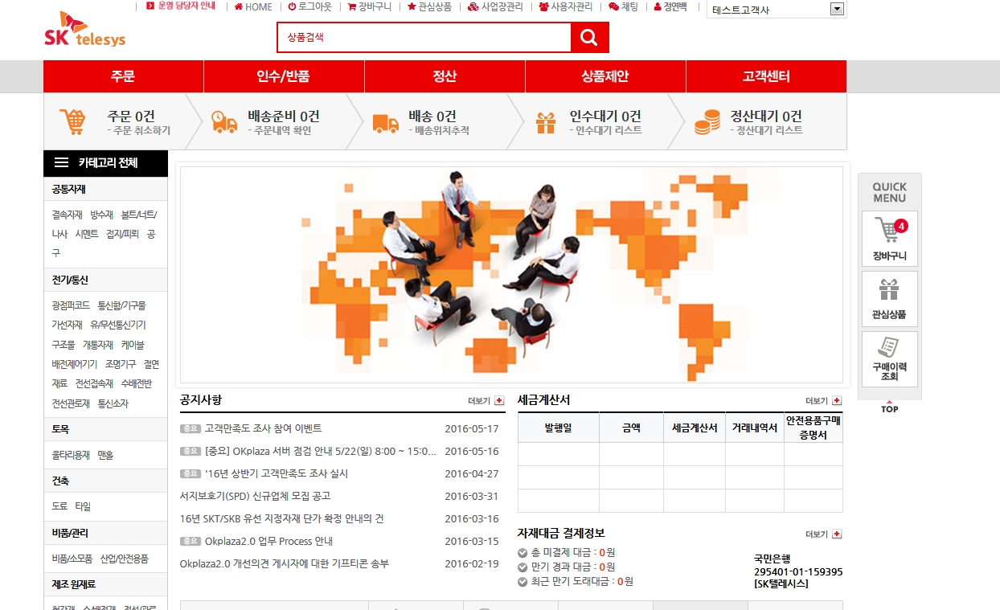 운영 담당자 안내
HOME
로그아웃
장바구니
관심상품
사업장관리
사용자관리
채팅
정연백
테스트고객사
SK telesys
상품검색
주문
인수/반품
정산
상품제안
고객센터
주문 0건
- 주문 취소하기
배송준비 0건
- 주문내역 확인
배송 0건
- 배송위치추적
인수대기 0건
- 인수대기 리스트
정산대기 0건
- 정산대기 리스트
카테고리 전체
공통자재
결속자재 방수재 볼트/너트/
나사 시멘트 접지/피뢰 공
구
전기/통신
광점퍼코드 통신함/기구물
가선자재 유/무선통신기기
구조물 개통자재 케이블
배전제어기기 조명기구 절연
재료 전선접속재 수배전반
전선관로재 통신소자
토목
울타리용재 맨홀
건축
도료 타일
비품/관리
비품/소모품 산업/안전용품
제조 원재료
공지사항
더보기
중요 고객만족도 조사 참여 이벤트 2016-05-17
중요 [중요] OKplaza 서버 점검 안내 5/22(일) 8:00 ~ 15:0... 2016-05-16
중요 '16년 상반기 고객만족도 조사 실시 2016-04-27
서지보호기(SPD) 신규업체 모집 공고 2016-03-31
16년 SKT/SKB 유선 지정자재 단가 확정 안내의 건 2016-03-16
중요 Okplaza2.0 업무 Process 안내 2016-03-15
Okplaza2.0 개선의견 게시자에 대한 기프티콘 송부 2016-02-19
세금계산서
더보기
발행일 금액 세금계산서 거래내역서 안전용품구매
증명서
자재대금 결제정보
더보기
총 미결제 대금 : 0원
만기 경과 대금 : 0원
최근 만기 도래대금 : 0원
국민은행
295401-01-159395
[SK텔레시스]
QUICK
MENU
4
장바구니
관심상품
구매이력
조회
TOP